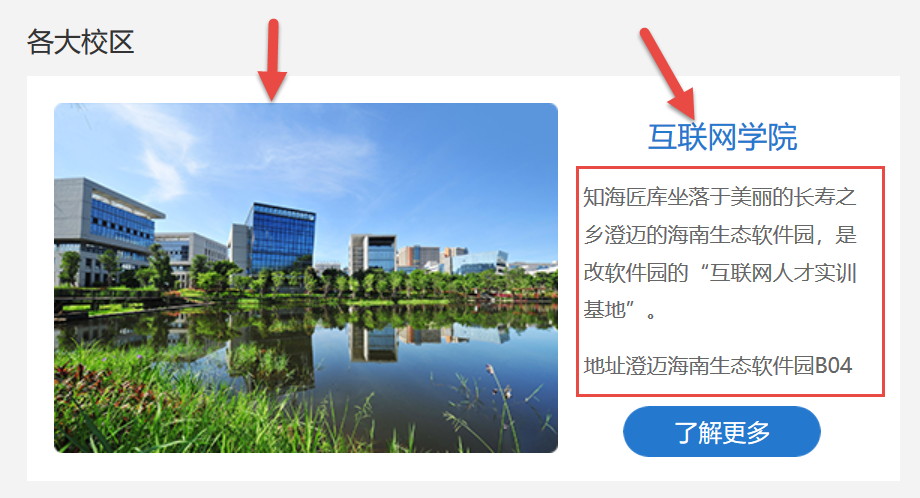 各大校区
互联网学院
知海匠库坐落于美丽的长寿之
乡澄迈的海南生态软件园，是
改软件园的“互联网人才实训
基地”。
地址澄迈海南生态软件园B04
了解更多